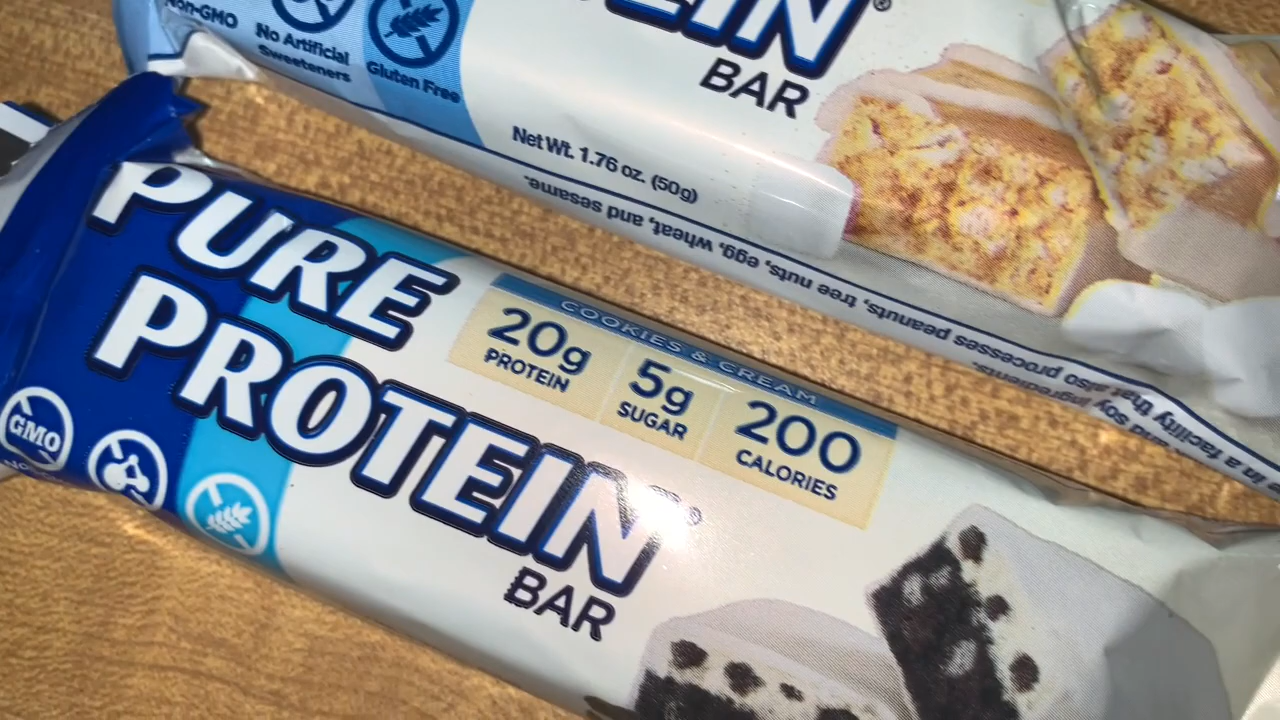 Non-GMO
No Artificial
Sweeteners
Gluten Free
EIN®
BAR
Net Wt. 1.76 oz. (50g)
in a facility that also processes peanuts, tree nuts, egg, wheat, and sesame.
and soy ingredients.
PURE
PROTEIN®
BAR
COOKIES & CREAM
20g
PROTEIN
5g
SUGAR
200
CALORIES
GMO